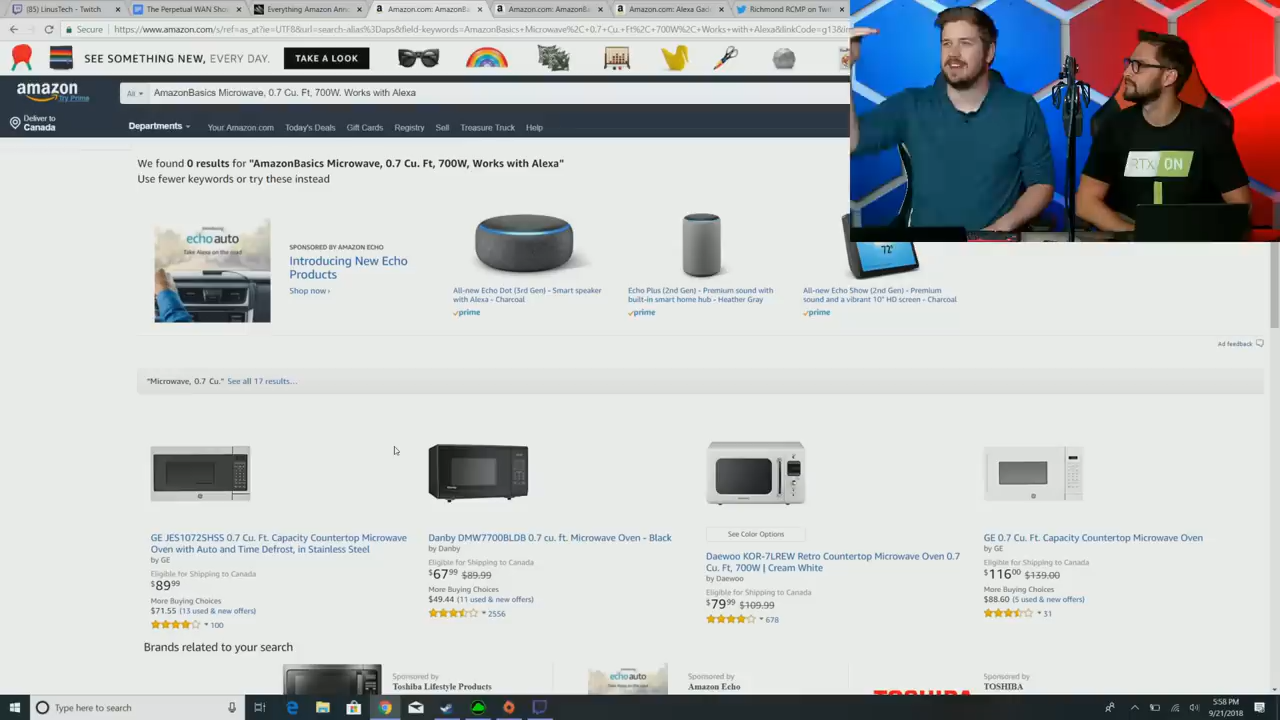 (85) LinusTech - Twitch
The Perpetual WAN Show
Everything Amazon Annou
Amazon.com: AmazonBas
Amazon.com: AmazonBas
Amazon.com: Alexa Gad
Richmond RCMP on Twitt
Secure
https://www.amazon.com/s/ref=as_at?ie=UTF8&url=search-alias%3Daps&field-keywords=AmazonBasics+Microwave%2C+0.7+Cu.+Ft%2C+700W%2C+Works+with+Alexa&linkCode=g13&
SEE SOMETHING NEW, EVERY DAY.
TAKE A LOOK
amazon
Try Prime
All
AmazonBasics Microwave, 0.7 Cu. Ft, 700W. Works with Alexa
Deliver to
Canada
Departments
Your Amazon.com
Today's Deals
Gift Cards
Registry
Sell
Treasure Truck
Help
RTX ON
We found 0 results for "AmazonBasics Microwave, 0.7 Cu. Ft, 700W, Works with Alexa"
Use fewer keywords or try these instead
echo auto
Take Alexa on the road
SPONSORED BY AMAZON ECHO
Introducing New Echo
Products
Shop now ›
All-new Echo Dot (3rd Gen) - Smart speaker
with Alexa - Charcoal
prime
Echo Plus (2nd Gen) - Premium sound with
built-in smart home hub - Heather Gray
prime
72°
All-new Echo Show (2nd Gen) - Premium
sound and a vibrant 10" HD screen - Charcoal
prime
Ad feedback
"Microwave, 0.7 Cu." See all 17 results...
GE JES1072SHSS 0.7 Cu. Ft. Capacity Countertop Microwave
Oven with Auto and Time Defrost, in Stainless Steel
by GE
Eligible for Shipping to Canada
$89.99
More Buying Choices
$71.55 (13 used & new offers)
100
Danby DMW7700BLDB 0.7 cu. ft. Microwave Oven - Black
by Danby
Eligible for Shipping to Canada
$67.99 $89.99
More Buying Choices
$49.44 (11 used & new offers)
2556
See Color Options
Daewoo KOR-7LREW Retro Countertop Microwave Oven 0.7
Cu. Ft, 700W | Cream White
by Daewoo
Eligible for Shipping to Canada
$79.99 $109.99
678
GE 0.7 Cu. Ft. Capacity Countertop Microwave Oven
by GE
Eligible for Shipping to Canada
$116.00 $139.00
More Buying Choices
$88.60 (5 used & new offers)
31
Brands related to your search
Sponsored by
Toshiba Lifestyle Products
echo auto
Sponsored by
Amazon Echo
TOSHIBA
Sponsored by
TOSHIBA
Type here to search
5:58 PM
9/21/2018